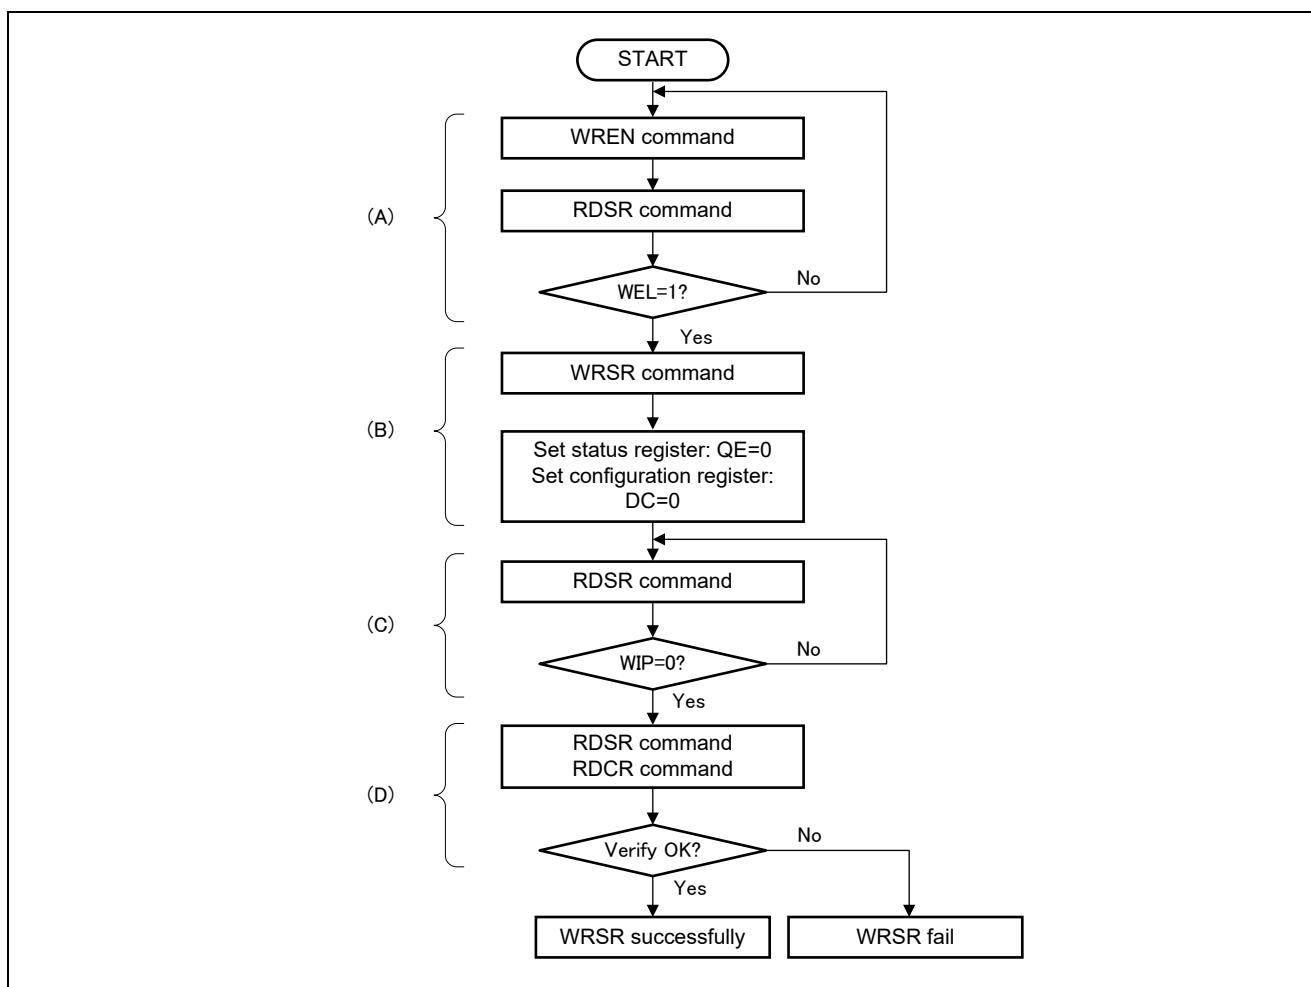 START
WREN command
RDSR command
(A)
WEL=1?
No
Yes
WRSR command
(B)
Set status register: QE=0
Set configuration register:
DC=0
RDSR command
(C)
WIP=0?
No
Yes
RDSR command
RDCR command
(D)
Verify OK?
No
Yes
WRSR successfully
WRSR fail